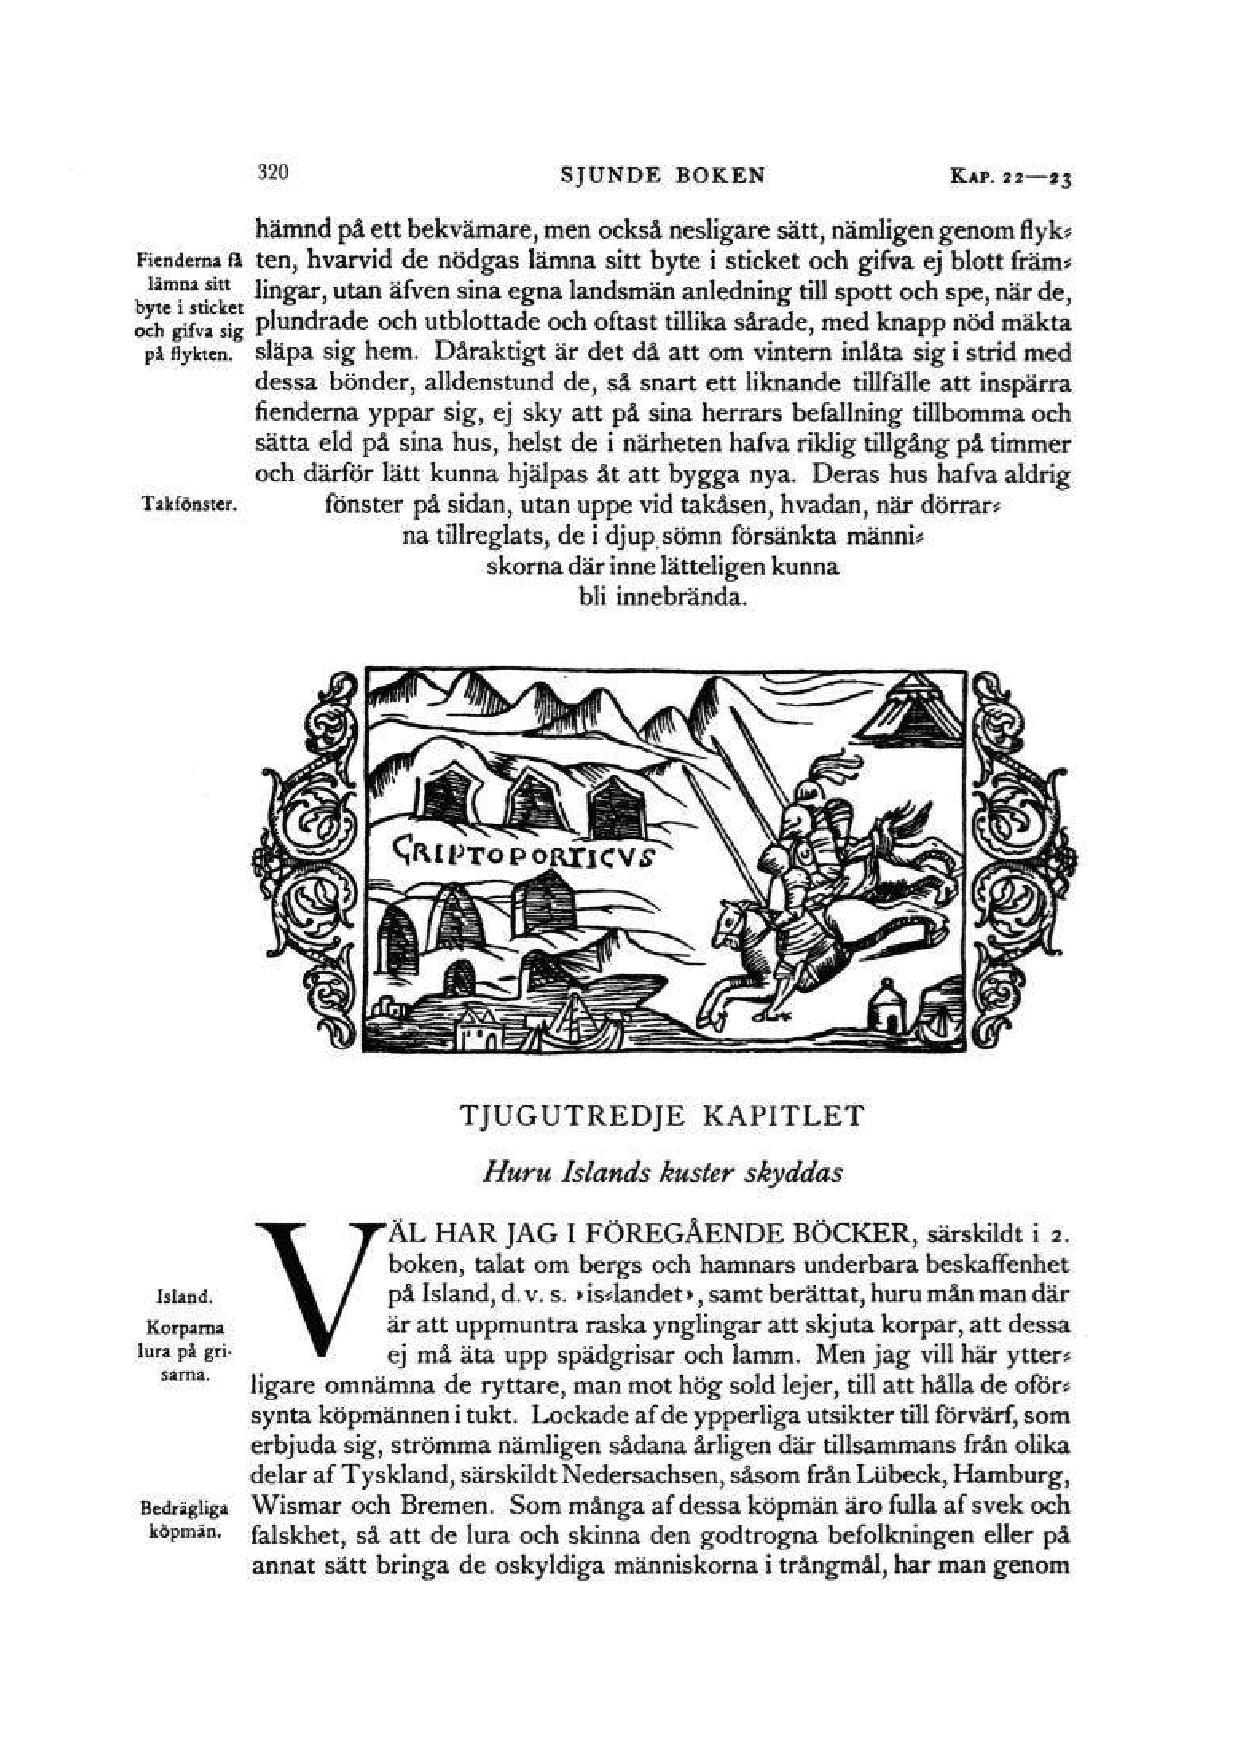 320
SJUNDE BOKEN
KAP. 22—23
hämnd på ett bekvämare, men också nesligare sätt, nämligen genom flyk⸗
Fienderna få
lämna sitt
byte i sticket
och gifva sig
på flykten.
ten, hvarvid de nödgas lämna sitt byte i sticket och gifva ej blott främ⸗
lingar, utan äfven sina egna landsmän anledning till spott och spe, när de,
plundrade och utblottade och oftast tillika sårade, med knapp nöd mäkta
släpa sig hem. Dåraktigt är det då att om vintern inlåta sig i strid med
dessa bönder, alldenstund de, så snart ett liknande tillfälle att inspärra
fienderna yppar sig, ej sky att på sina herrars befallning tillbomma och
sätta eld på sina hus, helst de i närheten hafva riklig tillgång på timmer
och därför lätt kunna hjälpas åt att bygga nya. Deras hus hafva aldrig
Takfönster.
fönster på sidan, utan uppe vid takåsen, hvadan, när dörrar⸗
na tillreglats, de i djup sömn försänkta männi⸗
skorna där inne lätteligen kunna
bli innebrända.
CRIPTOPORTICVS
TJUGUTREDJE KAPITLET
Huru Islands kuster skyddas
VÄL HAR JAG I FÖREGÅENDE BÖCKER, särskildt i 2.
boken, talat om bergs och hamnars underbara beskaffenhet
Island.
på Island, d. v. s. »is⸗landet», samt berättat, huru mån man där
Korparna
lura på gri-
sarna.
är att uppmuntra raska ynglingar att skjuta korpar, att dessa
ej må äta upp spädgrisar och lamm. Men jag vill här ytter⸗
ligare omnämna de ryttare, man mot hög sold lejer, till att hålla de oför⸗
synta köpmännen i tukt. Lockade af de ypperliga utsikter till förvärf, som
erbjuda sig, strömma nämligen sådana årligen där tillsammans från olika
delar af Tyskland, särskildt Nedersachsen, såsom från Lübeck, Hamburg,
Bedrägliga
köpmän.
Wismar och Bremen. Som många af dessa köpmän äro fulla af svek och
falskhet, så att de lura och skinna den godtrogna befolkningen eller på
annat sätt bringa de oskyldiga människorna i trångmål, har man genom